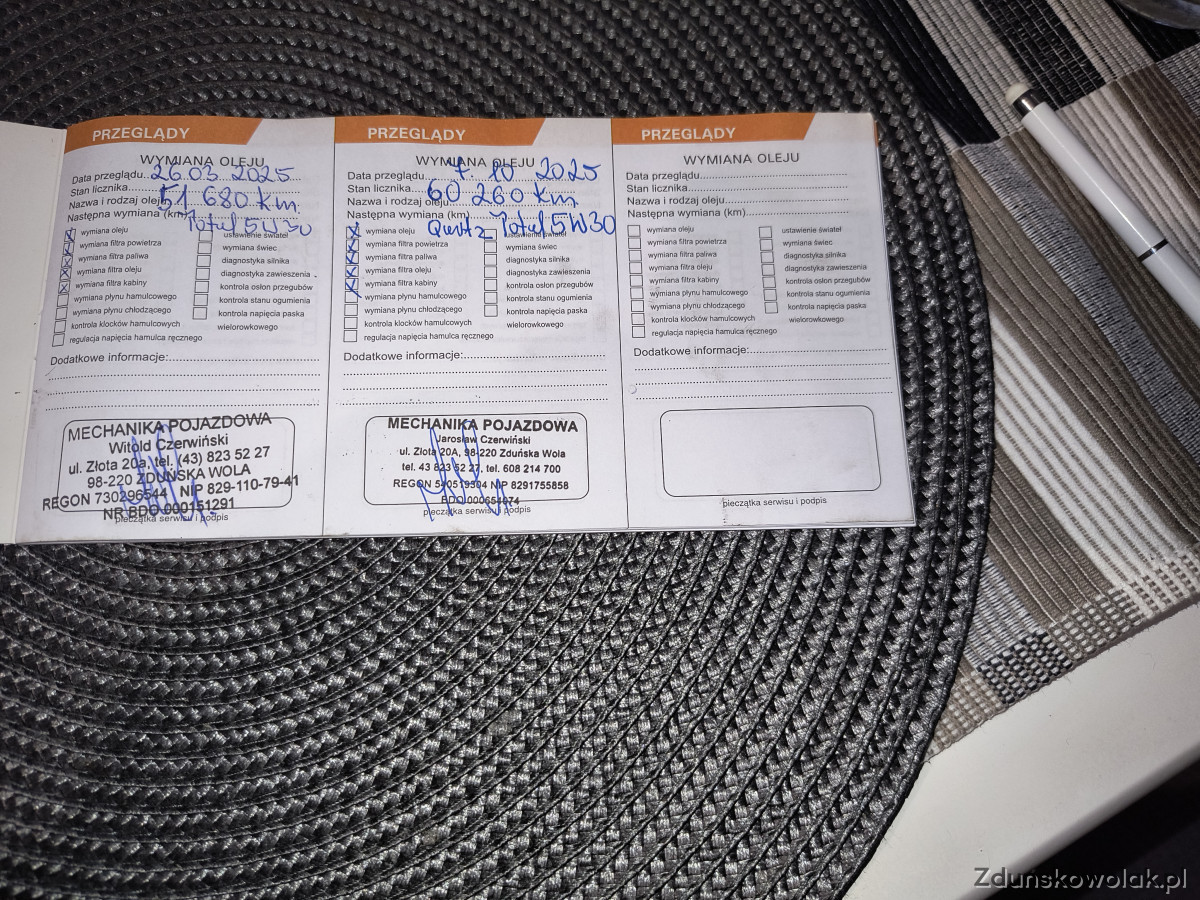 PRZEGLĄDY
WYMIANA OLEJU
Data przeglądu 26.03.2025
Stan licznika 51 680 km
Nazwa i rodzaj oleju
Następna wymiana (km) Total 5W30
wymiana oleju
wymiana filtra powietrza
wymiana filtra paliwa
wymiana filtra oleju
wymiana filtra kabiny
wymiana płynu hamulcowego
wymiana płynu chłodzącego
kontrola klocków hamulcowych
regulacja napięcia hamulca ręcznego
ustawienie świateł
wymiana świec
diagnostyka silnika
diagnostyka zawieszenia
kontrola osłon przegubów
kontrola stanu ogumienia
kontrola napięcia paska
wielorowkowego
Dodatkowe informacje:
MECHANIKA POJAZDOWA
Witold Czerwiński
ul. Złota 20a, tel. (43) 823 52 27
98-220 ZDUŃSKA WOLA
REGON 730296544 NIP 829-110-79-41
NR BDO 000151291
pieczątka serwisu i podpis
PRZEGLĄDY
WYMIANA OLEJU
Data przeglądu 7 10 2025
Stan licznika 60 260 km
Nazwa i rodzaj oleju
Następna wymiana (km) Quartz Total 5W30
wymiana oleju
wymiana filtra powietrza
wymiana filtra paliwa
wymiana filtra oleju
wymiana filtra kabiny
wymiana płynu hamulcowego
wymiana płynu chłodzącego
kontrola klocków hamulcowych
regulacja napięcia hamulca ręcznego
ustawienie świateł
wymiana świec
diagnostyka silnika
diagnostyka zawieszenia
kontrola osłon przegubów
kontrola stanu ogumienia
kontrola napięcia paska
wielorowkowego
Dodatkowe informacje:
MECHANIKA POJAZDOWA
Jarosław Czerwiński
ul. Złota 20A, 98-220 Zduńska Wola
tel. 43 823 52 27, tel. 608 214 700
REGON NIP 8291755858
BDO
pieczątka serwisu i podpis
PRZEGLĄDY
WYMIANA OLEJU
Data przeglądu
Stan licznika
Nazwa i rodzaj oleju
Następna wymiana (km)
wymiana oleju
wymiana filtra powietrza
wymiana filtra paliwa
wymiana filtra oleju
wymiana filtra kabiny
wymiana płynu hamulcowego
wymiana płynu chłodzącego
kontrola klocków hamulcowych
regulacja napięcia hamulca ręcznego
ustawienie świateł
wymiana świec
diagnostyka silnika
diagnostyka zawieszenia
kontrola osłon przegubów
kontrola stanu ogumienia
kontrola napięcia paska
wielorowkowego
Dodatkowe informacje:
pieczątka serwisu i podpis
Zdunskowolak.pl